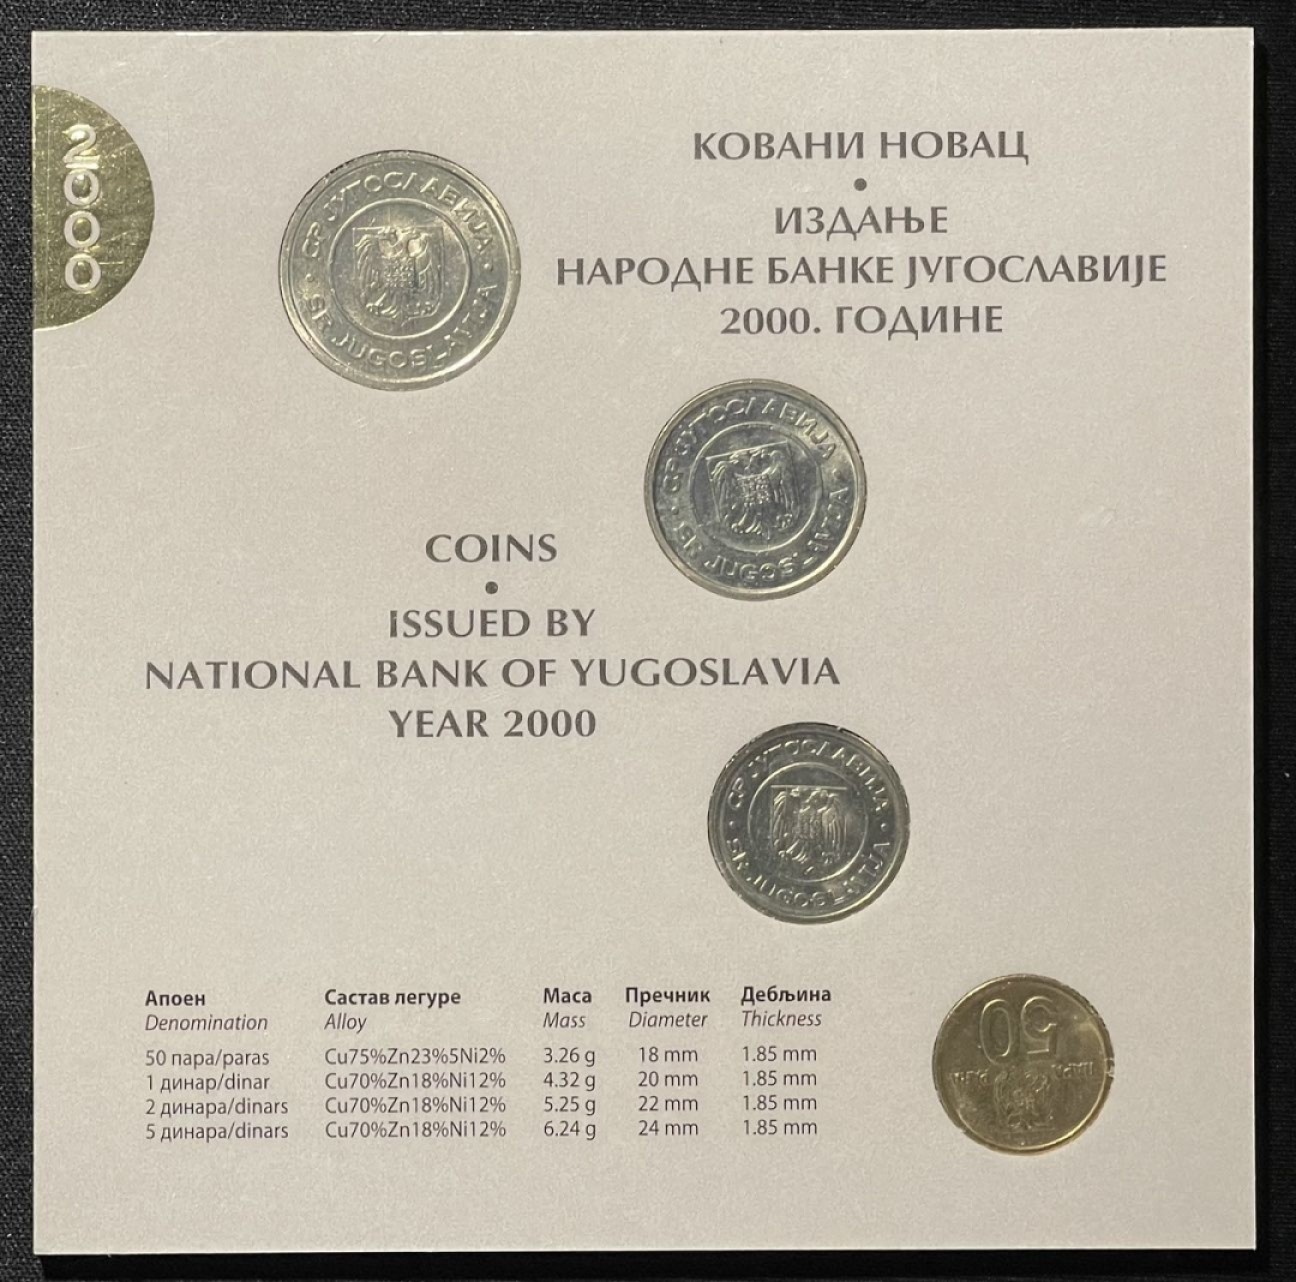 2000
СР ЈУГОСЛАВИЈА
SR JUGOSLAVIJA
КОВАНИ НОВАЦ
•
ИЗДАЊЕ
НАРОДНЕ БАНКЕ ЈУГОСЛАВИЈЕ
2000. ГОДИНЕ
СР ЈУГОСЛАВИЈА
SR JUGOSLAVIJA
COINS
•
ISSUED BY
NATIONAL BANK OF YUGOSLAVIA
YEAR 2000
СР ЈУГОСЛАВИЈА
SR JUGOSLAVIJA
Апоен Састав легуре Маса Пречник Дебљина
Denomination Alloy Mass Diameter Thickness
50 пара/paras Cu75%Zn23%5Ni2% 3.26 g 18 mm 1.85 mm
1 динар/dinar Cu70%Zn18%Ni12% 4.32 g 20 mm 1.85 mm
2 динара/dinars Cu70%Zn18%Ni12% 5.25 g 22 mm 1.85 mm
5 динара/dinars Cu70%Zn18%Ni12% 6.24 g 24 mm 1.85 mm
50